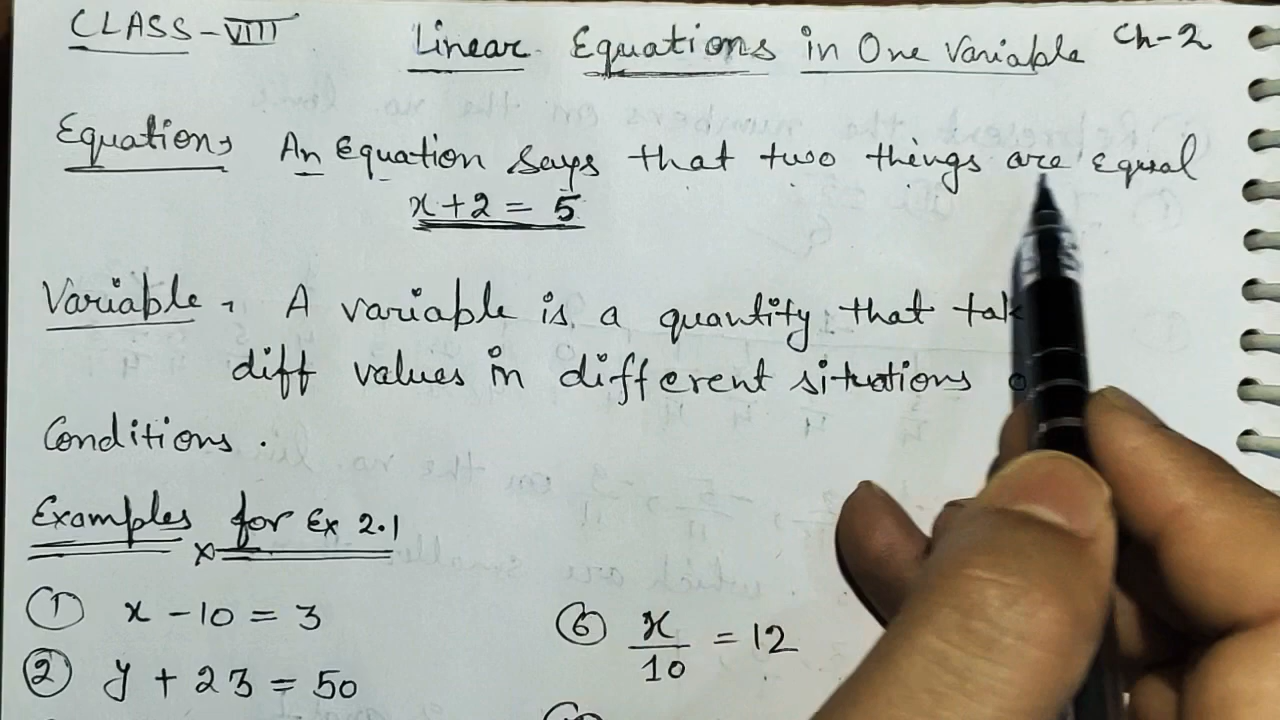 CLASS-VIII
Linear Equations in One Variable Ch-2
Equation, An Equation says that two things are equal
x+2 = 5
Variable, A variable is a quantity that
diff values in different situations
Conditions.
Examples for Ex 2.1
① x - 10 = 3
② y + 23 = 50
⑥ x/10 = 12